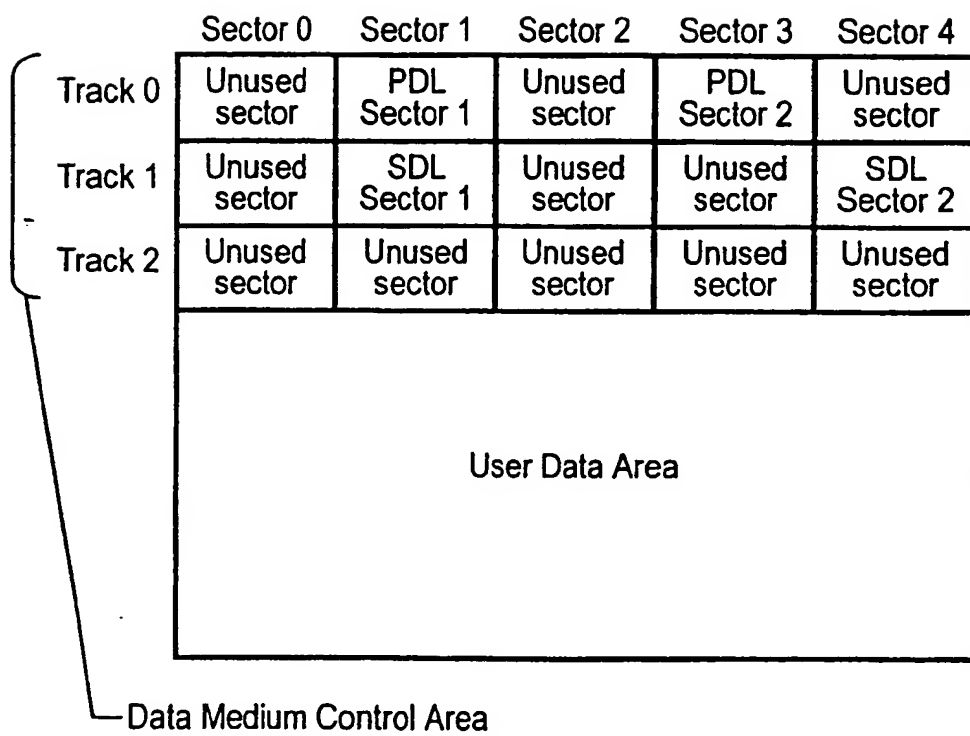 Sector 0 Sector 1 Sector 2 Sector 3 Sector 4
Track 0
Unused sector
PDL Sector 1
Unused sector
PDL Sector 2
Unused sector
Track 1
Unused sector
SDL Sector 1
Unused sector
Unused sector
SDL Sector 2
Track 2
Unused sector
Unused sector
Unused sector
Unused sector
Unused sector
User Data Area
Data Medium Control Area